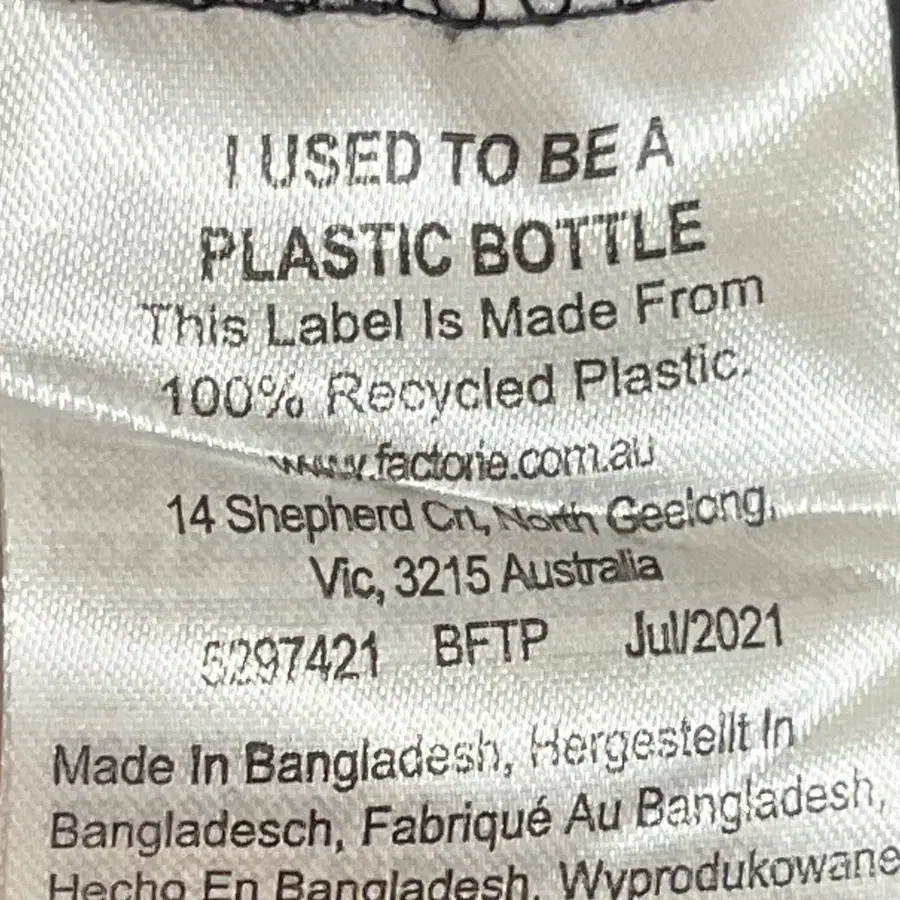 I USED TO BE A
PLASTIC BOTTLE
This Label Is Made From
100% Recycled Plastic.
www.factorie.com.au
14 Shepherd Crt, North Geelong,
Vic, 3215 Australia
5297421 BFTP Jul/2021
Made In Bangladesh, Hergestellt In
Bangladesch, Fabriqué Au Bangladesh,
Hecho En Bangladesh, Wyprodukowane